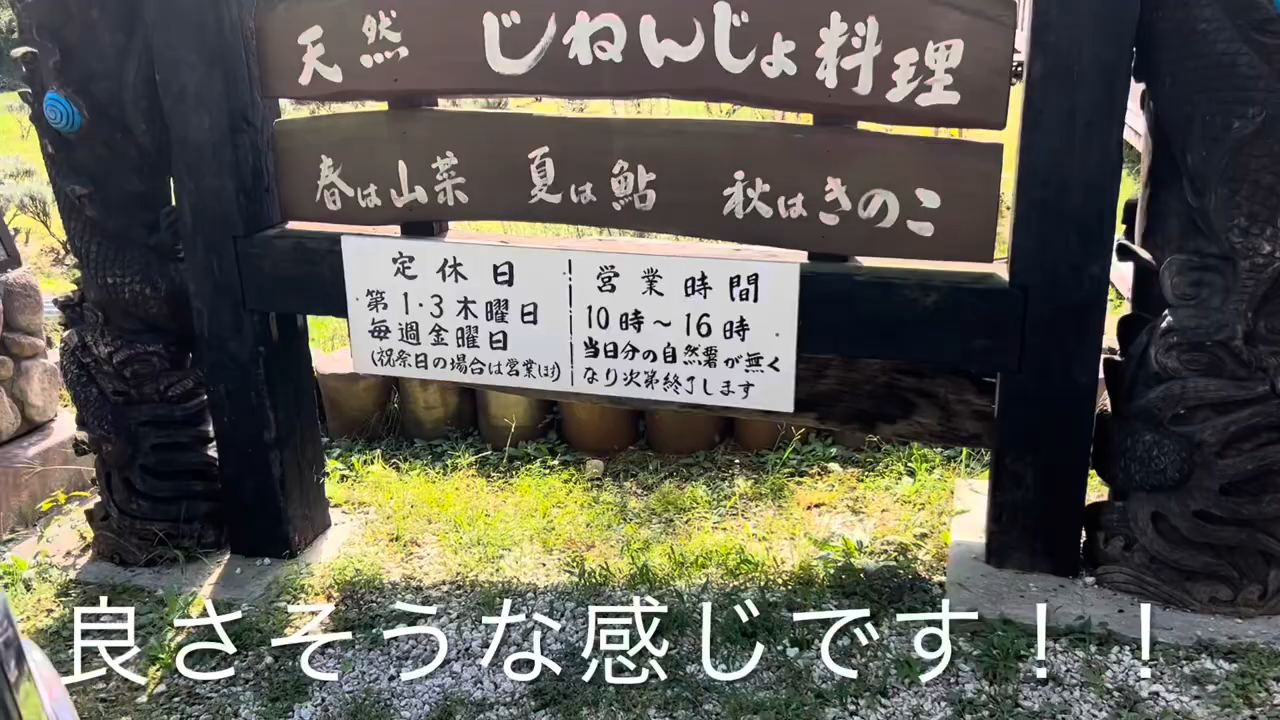 天然 じねんじょ料理
春は山菜 夏は鮎 秋はきのこ
定休日
第1・3木曜日
毎週金曜日
(祝祭日の場合は営業します)
営業時間
10時～16時
当日分の自然薯が無く
なり次第終了します
良さそうな感じです！！